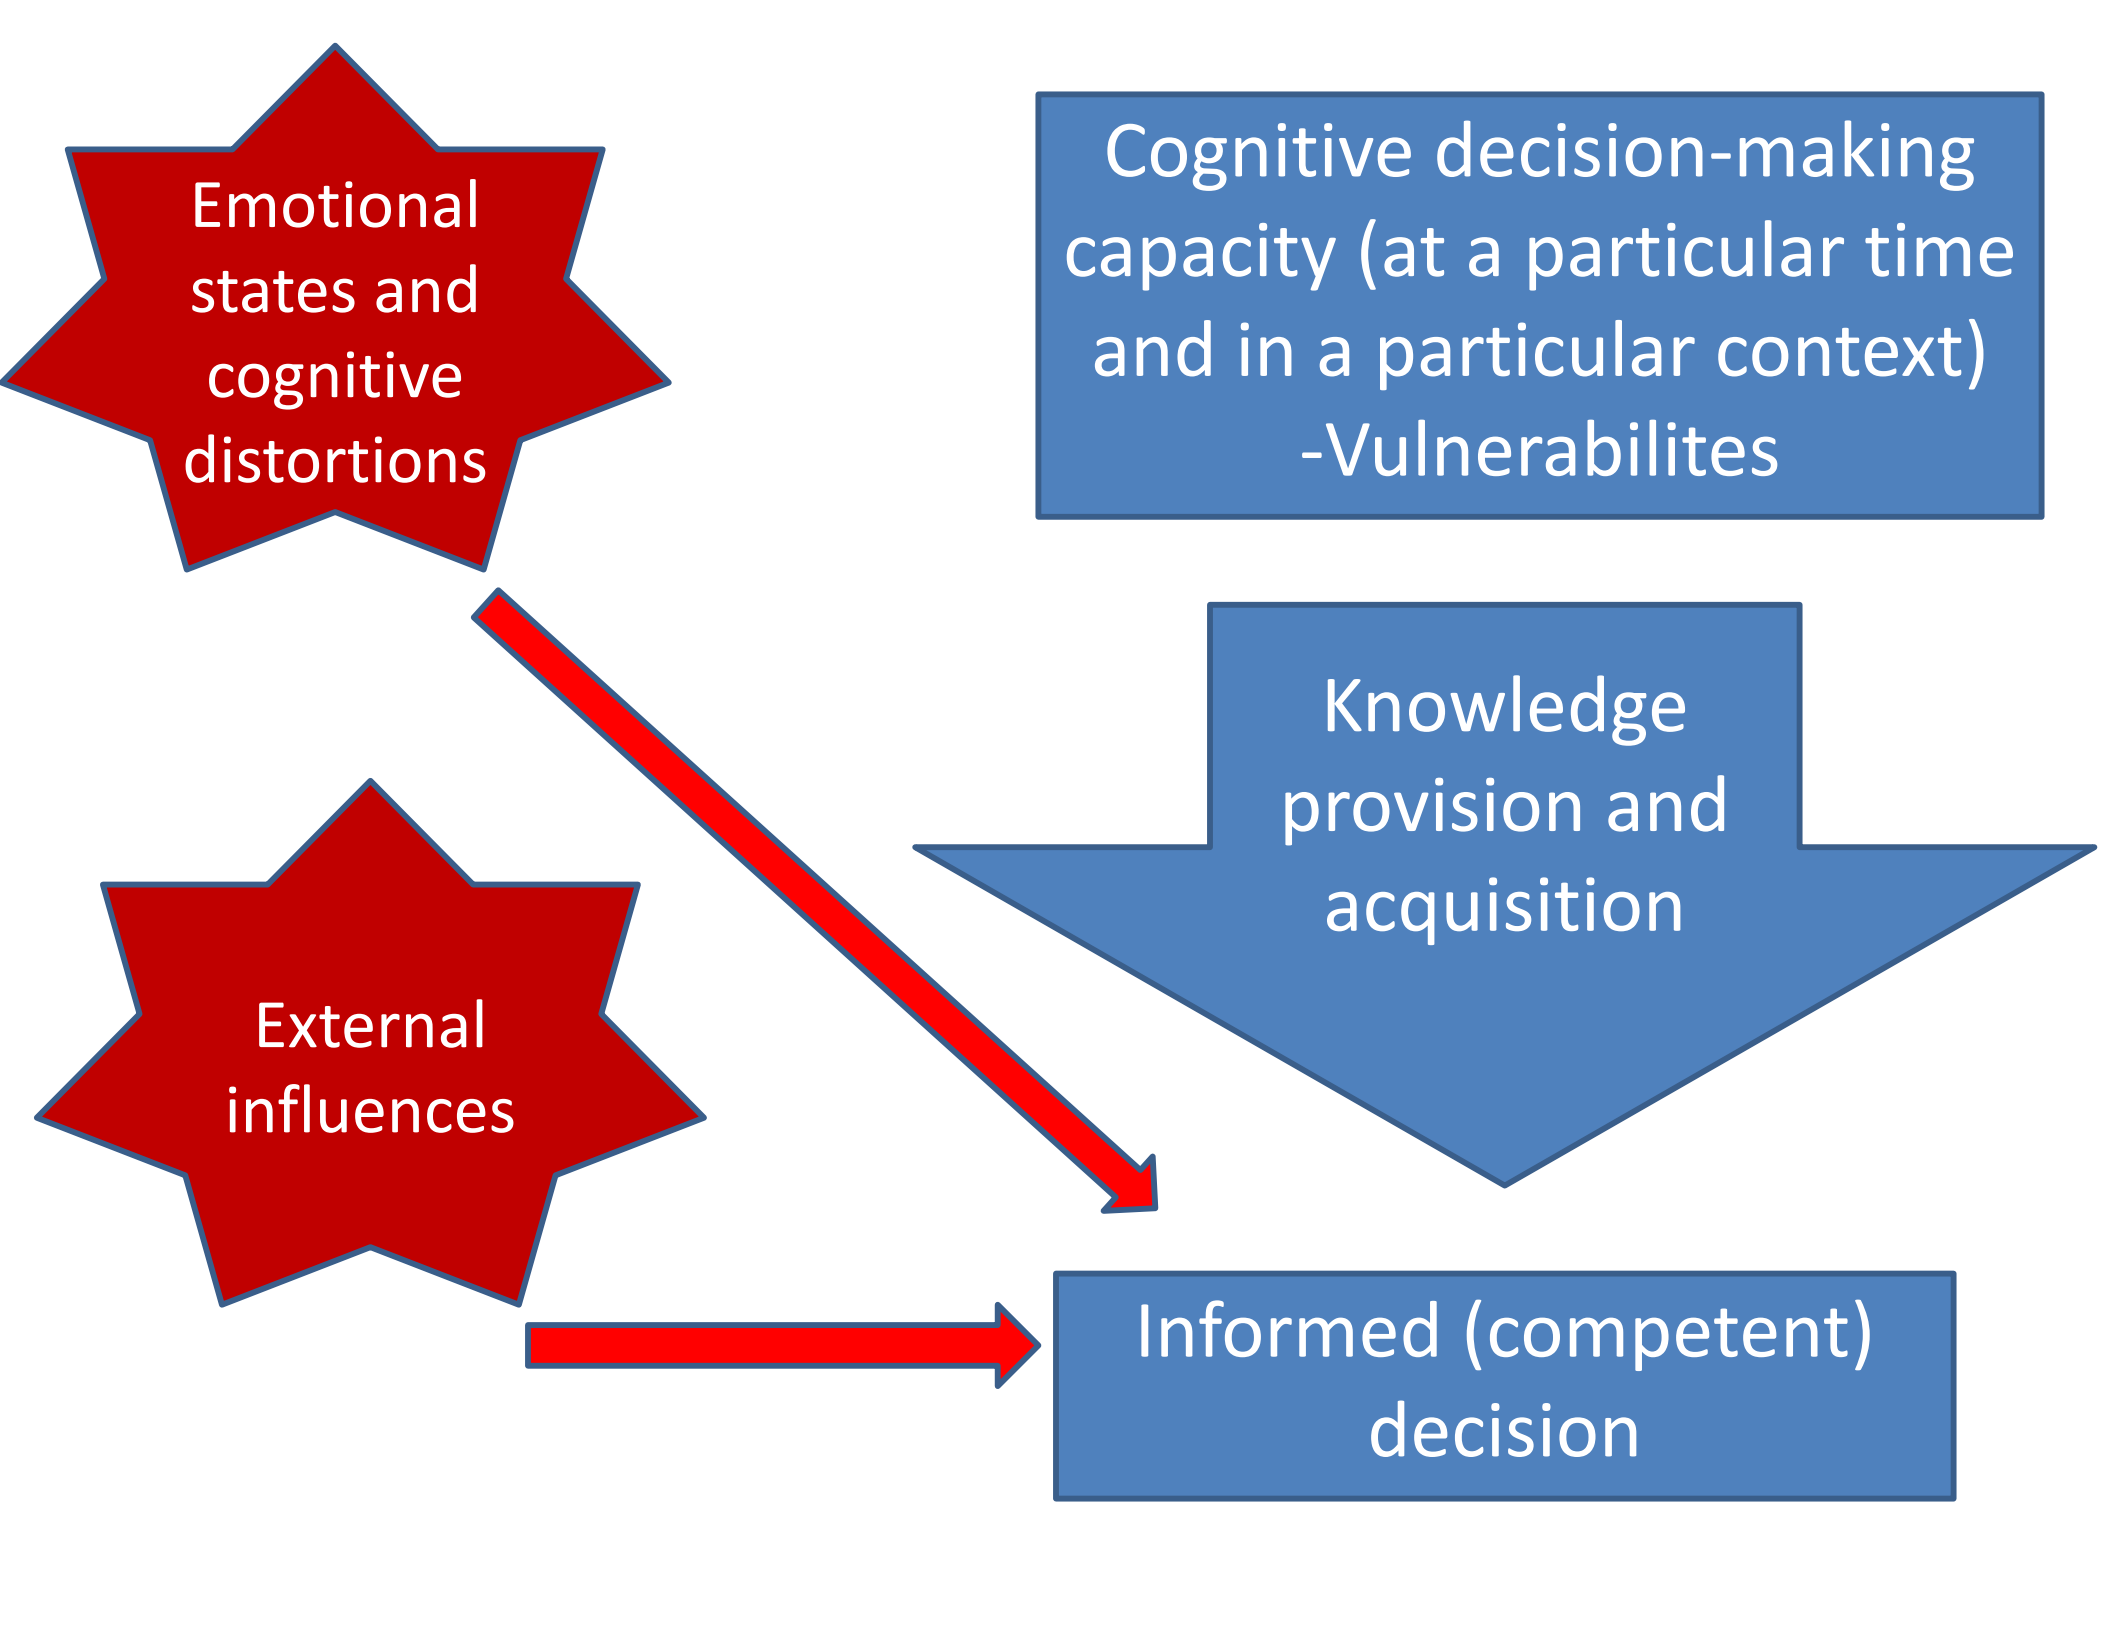 Emotional
states and
cognitive
distortions
Cognitive decision-making
capacity (at a particular time
and in a particular context)
-Vulnerabilites
Knowledge
provision and
acquisition
External
influences
Informed (competent)
decision